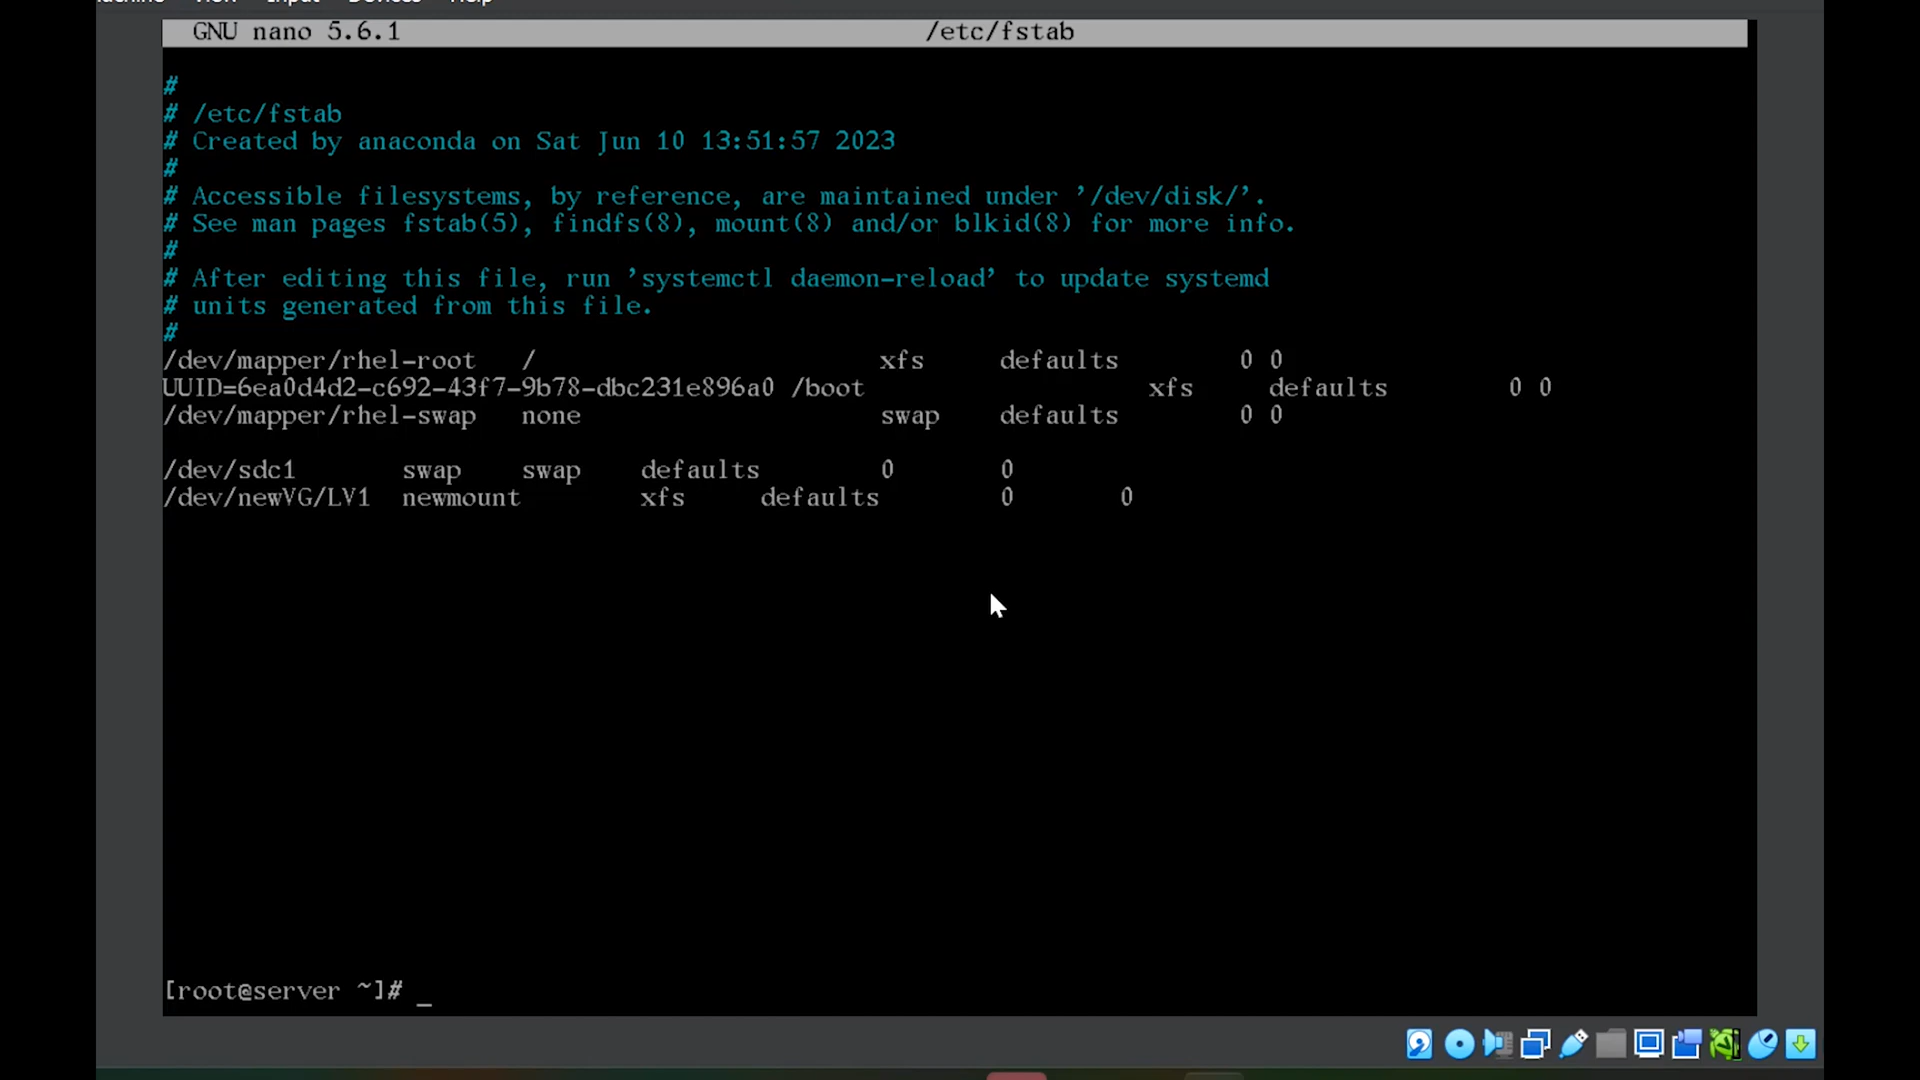 Machine View Input Devices Help
GNU nano 5.6.1 /etc/fstab
#
# /etc/fstab
# Created by anaconda on Sat Jun 10 13:51:57 2023
#
# Accessible filesystems, by reference, are maintained under '/dev/disk/'.
# See man pages fstab(5), findfs(8), mount(8) and/or blkid(8) for more info.
#
# After editing this file, run 'systemctl daemon-reload' to update systemd
# units generated from this file.
#
/dev/mapper/rhel-root / xfs defaults 0 0
UUID=6ea0d4d2-c692-43f7-9b78-dbc231e896a0 /boot xfs defaults 0 0
/dev/mapper/rhel-swap none swap defaults 0 0
/dev/sdc1 swap swap defaults 0 0
/dev/newVG/LV1 newmount xfs defaults 0 0
[root@server ~]# _